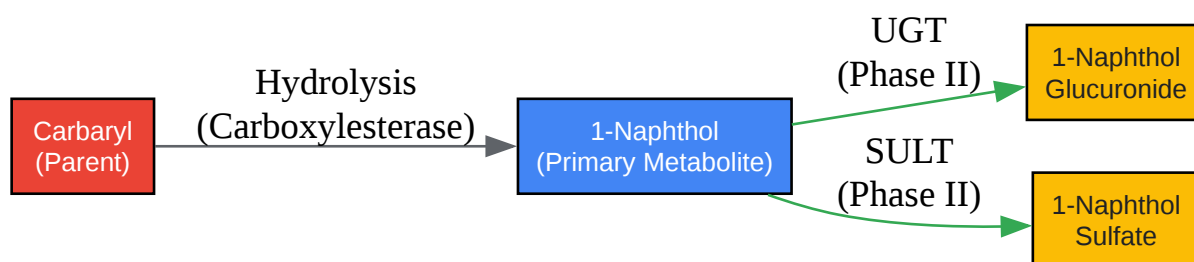 Carbaryl
(Parent)
Hydrolysis
(Carboxylesterase)
1-Naphthol
(Primary Metabolite)
UGT
(Phase II)
1-Naphthol
Glucuronide
SULT
(Phase II)
1-Naphthol
Sulfate